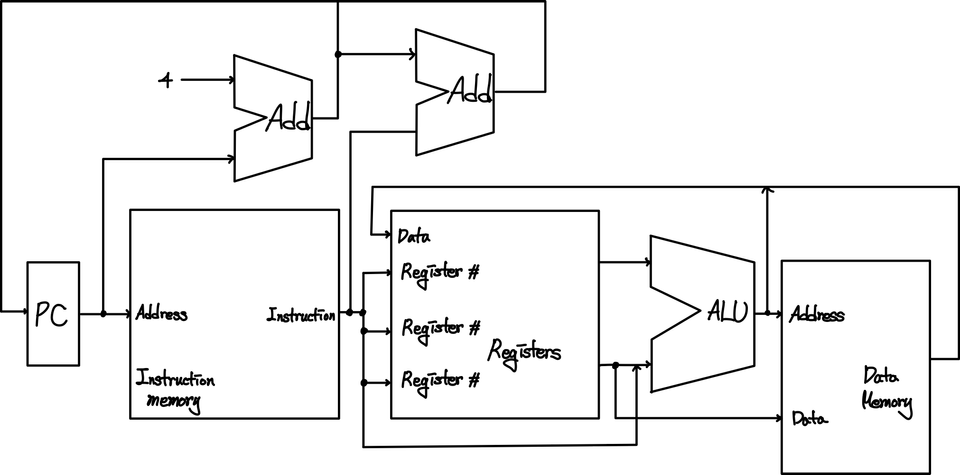 4
Add
Add
PC
Address
Instruction
Instruction
memory
Data
Register #
Register #
Register #
Registers
ALU
Address
Data
Memory
Data